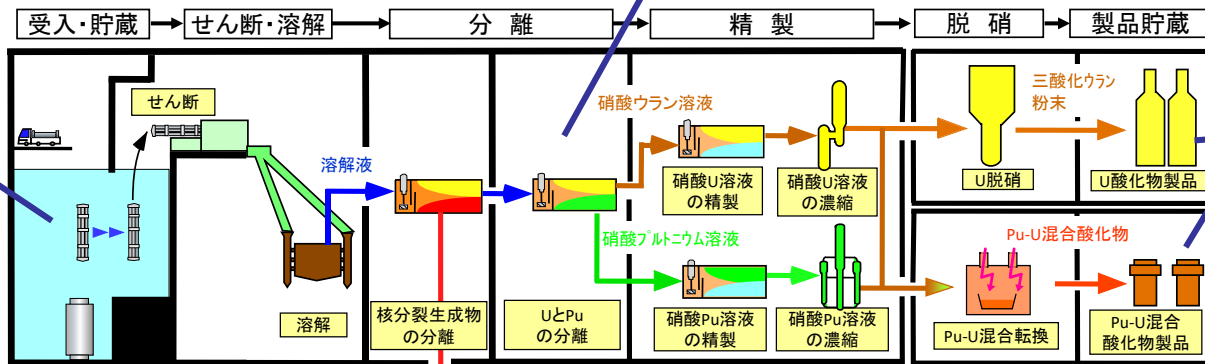 受入・貯蔵
せん断・溶解
分離
精製
脱硝
製品貯蔵
せん断
溶解液
溶解
核分裂生成物
の分離
UとPu
の分離
硝酸ウラン溶液
硝酸U溶液
の精製
硝酸U溶液
の濃縮
硝酸プルトニウム溶液
硝酸Pu溶液
の精製
硝酸Pu溶液
の濃縮
U脱硝
三酸化ウラン
粉末
U酸化物製品
Pu-U混合酸化物
Pu-U混合転換
Pu-U混合
酸化物製品